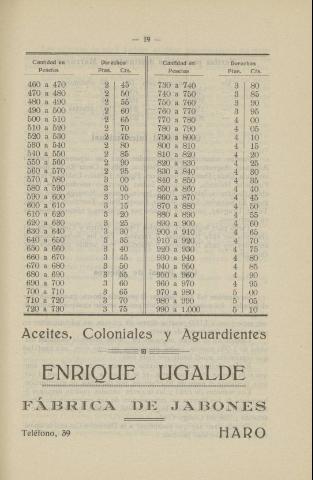 — 19 —
Cantidad en Derechos Cantidad en Derechos
Pesetas Ptas. Cts. Pesetas Ptas. Cts.
460 a 470 2 45 730 a 740 3 80
470 a 480 2 50 740 a 750 3 85
480 a 490 2 55 750 a 760 3 90
490 a 500 2 60 760 a 770 3 95
500 a 510 2 65 770 a 780 4 00
510 a 520 2 70 780 a 790 4 05
520 a 530 2 75 790 a 800 4 10
530 a 540 2 80 800 a 810 4 15
540 a 550 2 85 810 a 820 4 20
550 a 560 2 90 820 a 830 4 25
560 a 570 2 95 830 a 840 4 30
570 a 580 3 00 840 a 850 4 35
580 a 590 3 05 850 a 860 4 40
590 a 600 3 10 860 a 870 4 45
600 a 610 3 15 870 a 880 4 50
610 a 620 3 20 880 a 890 4 55
620 a 630 3 25 890 a 900 4 60
630 a 640 3 30 900 a 910 4 65
640 a 650 3 35 910 a 920 4 70
650 a 660 3 40 920 a 930 4 75
660 a 670 3 45 930 a 940 4 80
670 a 680 3 50 940 a 950 4 85
680 a 690 3 55 950 a 960 4 90
690 a 700 3 60 960 a 970 4 95
700 a 710 3 65 970 a 980 5 00
710 a 720 3 70 980 a 990 5 05
720 a 730 3 75 990 a 1.000 5 10
Aceites, Coloniales y Aguardientes
ENRIQUE UGALDE
FÁBRICA DE JABONES
Teléfono, 39 HARO